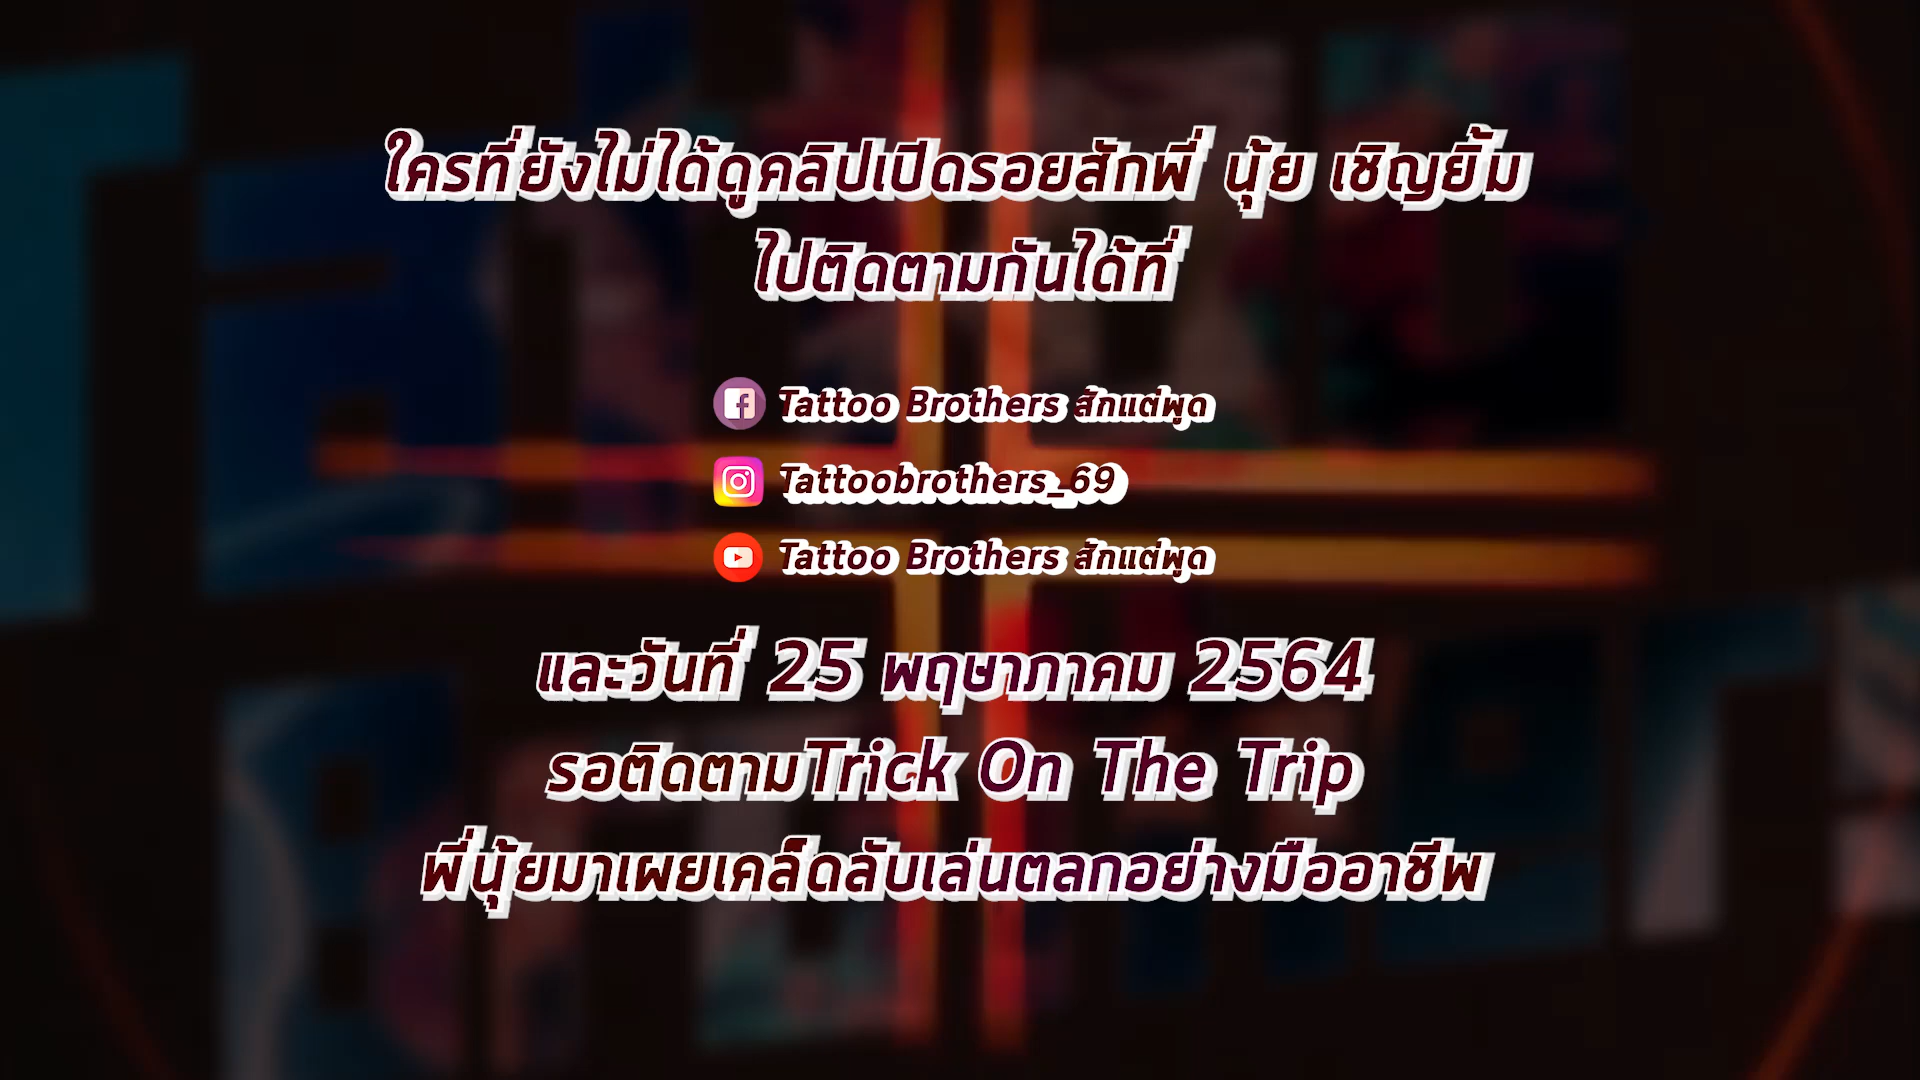 ใครที่ยังไม่ได้ดูคลิปเปิดรอยสักพี่ นุ้ย เชิญยิ้ม
ไปติดตามกันได้ที่
Tattoo Brothers สักแต่พูด
Tattoobrothers_69
Tattoo Brothers สักแต่พูด
และวันที่ 25 พฤษาภาคม 2564
รอติดตามTrick On The Trip
พี่นุ้ยมาเผยเคล็ดลับเล่นตลกอย่างมืออาชีพ